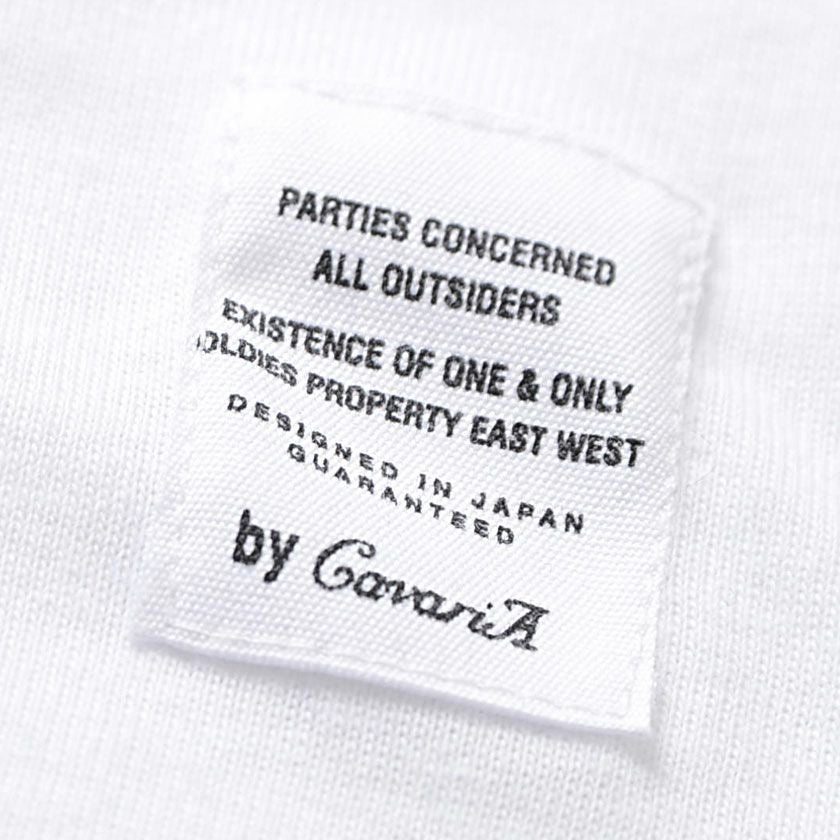 PARTIES CONCERNED
ALL OUTSIDERS
EXISTENCE OF ONE & ONLY
OLDIES PROPERTY EAST WEST
DESIGNED IN JAPAN
GUARANTEED
by CavariA